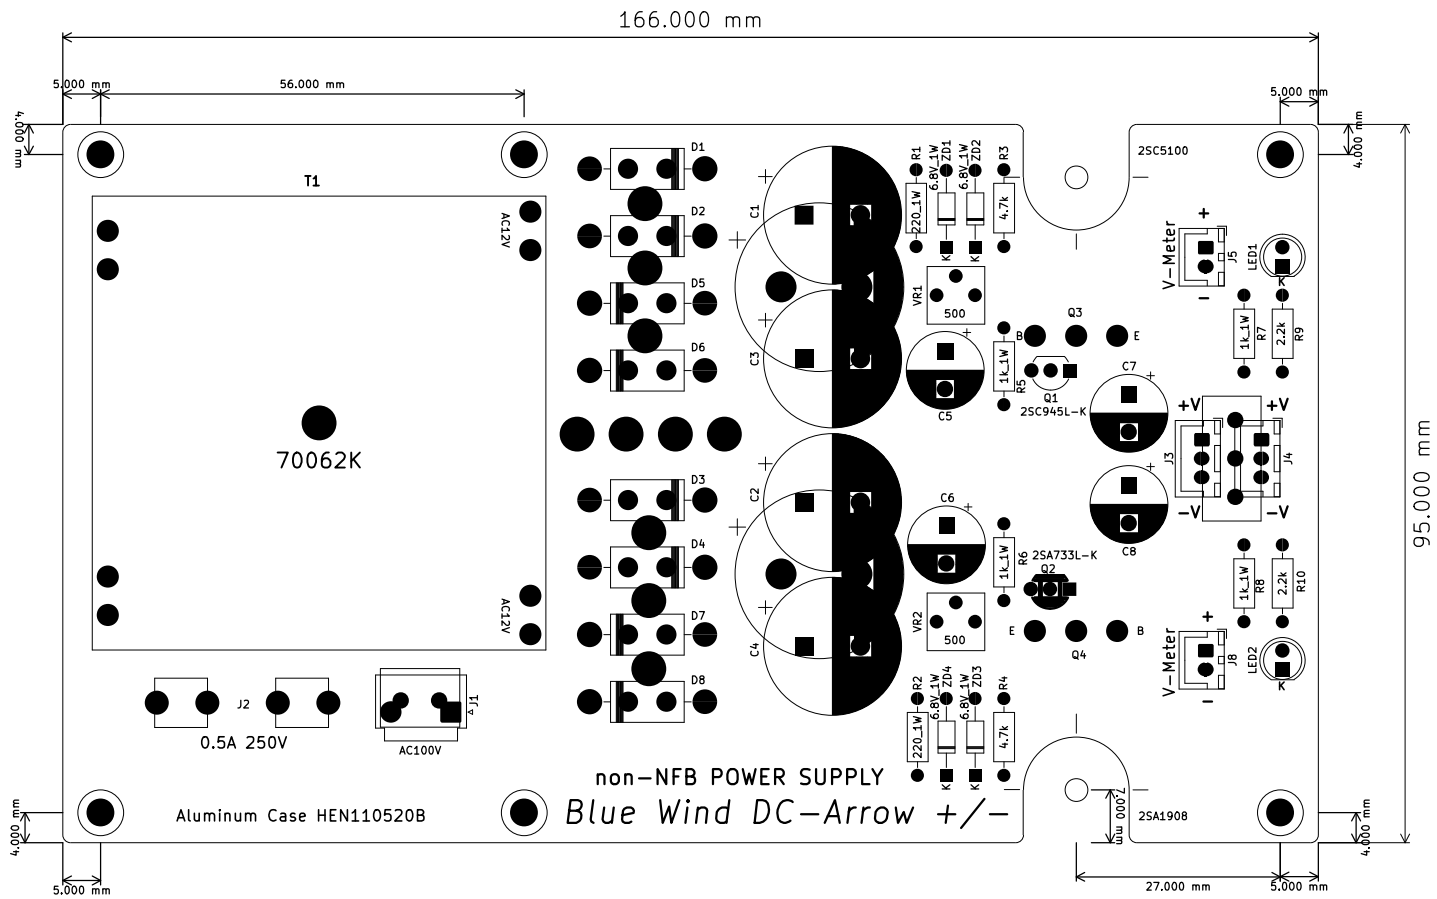 166.000 mm
5.000 mm
56.000 mm
5.000 mm
4.000 mm
4.000 mm
95.000 mm
T1
AC12V
70062K
AC12V
J2
0.5A 250V
J1
AC100V
Aluminum Case HEN110520B
D1
D2
D5
D6
D3
D4
D7
D8
C1
C3
C2
C4
R1
220_1W
6.8V_1W
ZD1
K
6.8V_1W
ZD2
K
R3
4.7k
VR1
500
C5
1k_1W
R5
B
Q3
E
Q1
2SC945L-K
C7
C8
C6
1k_1W
R6
2SA733L-K
Q2
E
Q4
B
VR2
500
R2
220_1W
6.8V_1W
ZD4
K
6.8V_1W
ZD3
K
R4
4.7k
2SC5100
V-Meter
+
-
J5
LED1
K
1k_1W
R7
2.2k
R9
+V
+V
J3
J4
-V
-V
1k_1W
R8
2.2k
R10
V-Meter
+
-
J8
LED2
K
2SA1908
non-NFB POWER SUPPLY
Blue Wind DC-Arrow +/-
7.000 mm
4.000 mm
4.000 mm
5.000 mm
27.000 mm
5.000 mm